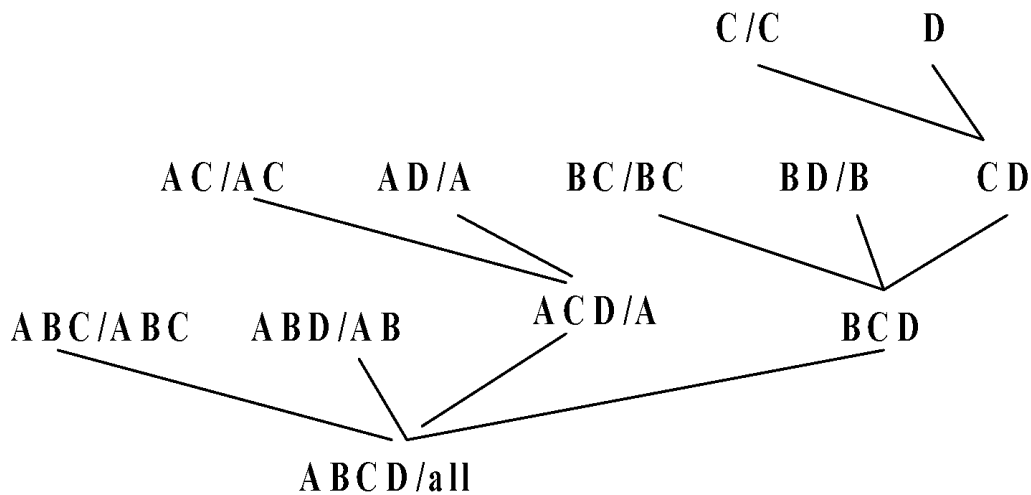 C/C D
AC/AC AD/A BC/BC BD/B CD
ABC/ABC ABD/AB ACD/A BCD
ABCD/all